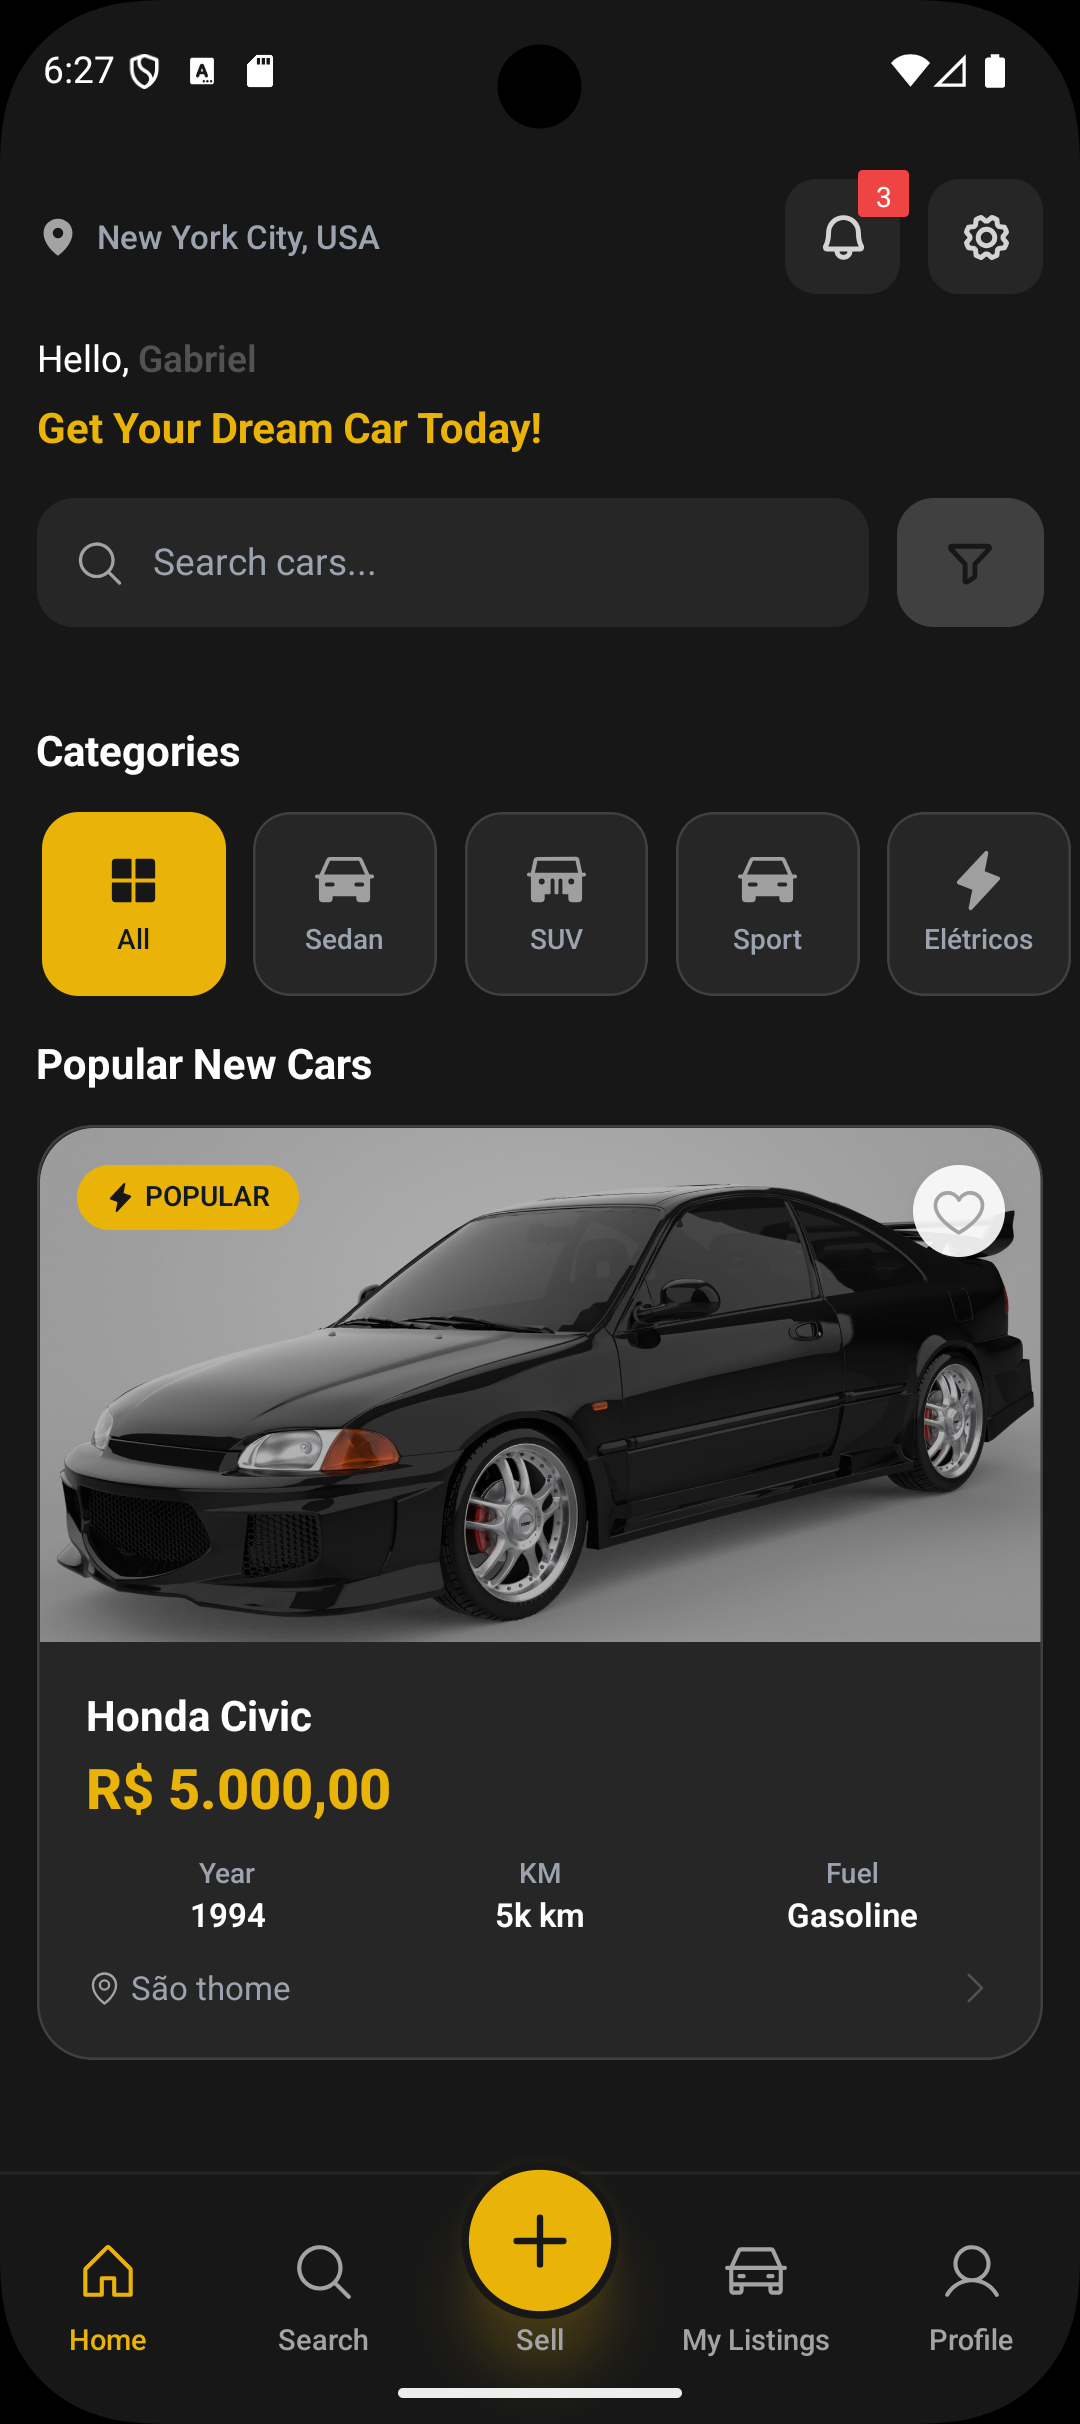 6:27
3
New York City, USA
Hello, Gabriel
Get Your Dream Car Today!
Search cars...
Categories
All
Sedan
SUV
Sport
Elétricos
Popular New Cars
POPULAR
Honda Civic
R$ 5.000,00
Year
KM
Fuel
1994
5k km
Gasoline
São thome
Home
Search
Sell
My Listings
Profile